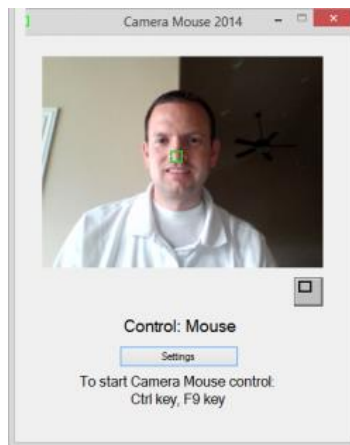 Camera Mouse 2014
Control: Mouse
Settings
To start Camera Mouse control:
Ctrl key, F9 key